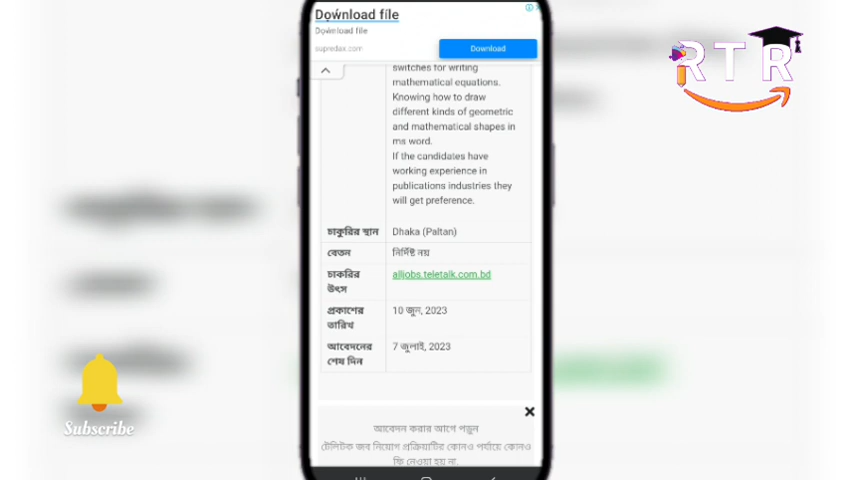 Download file
Download file
supredax.com
Download
RTR
switches for writing
mathematical equations.
Knowing how to draw
different kinds of geometric
and mathematical shapes in
ms word.
If the candidates have
working experience in
publications industries they
will get preference.
চাকুরির স্থান Dhaka (Paltan)
বেতন নির্দিষ্ট নয়
চাকরির উৎস alljobs.teletalk.com.bd
প্রকাশের তারিখ 10 জুন, 2023
আবেদনের শেষ দিন 7 জুলাই, 2023
আবেদন করার আগে পড়ুন
টেলিটক জব নিয়োগ প্রক্রিয়াটির কোনও পর্যায়ে কোনও
ফি নেওয়া হয় না.
Subscribe